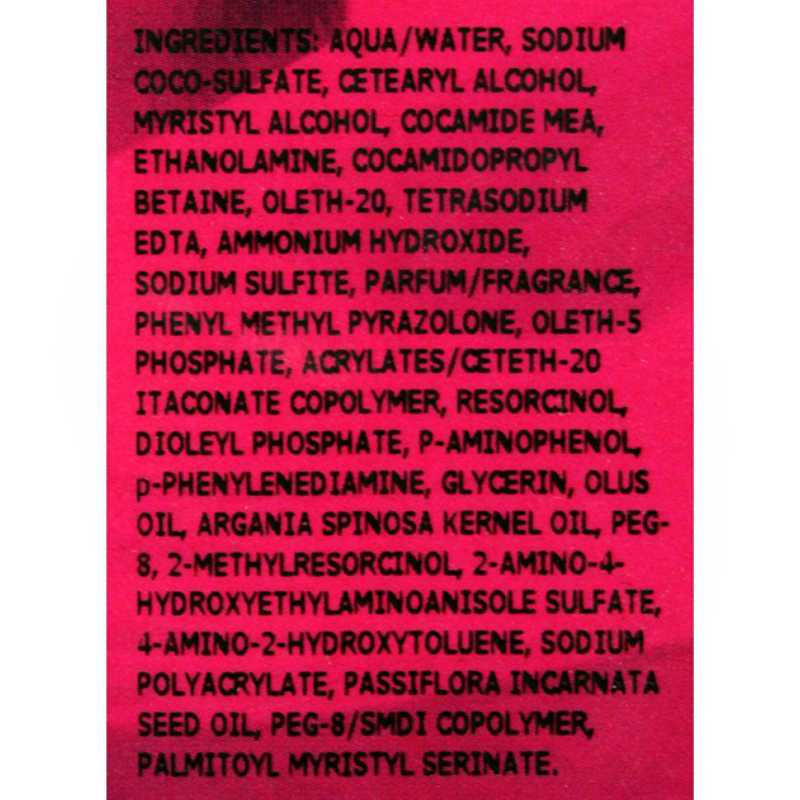 INGREDIENTS: AQUA/WATER, SODIUM
COCO-SULFATE, CETEARYL ALCOHOL,
MYRISTYL ALCOHOL, COCAMIDE MEA,
ETHANOLAMINE, COCAMIDOPROPYL
BETAINE, OLETH-20, TETRASODIUM
EDTA, AMMONIUM HYDROXIDE,
SODIUM SULFITE, PARFUM/FRAGRANCE,
PHENYL METHYL PYRAZOLONE, OLETH-5
PHOSPHATE, ACRYLATES/CETETH-20
ITACONATE COPOLYMER, RESORCINOL,
DIOLEYL PHOSPHATE, P-AMINOPHENOL,
p-PHENYLENEDIAMINE, GLYCERIN, OLUS
OIL, ARGANIA SPINOSA KERNEL OIL, PEG-
8, 2-METHYLRESORCINOL, 2-AMINO-4-
HYDROXYETHYLAMINOANISOLE SULFATE,
4-AMINO-2-HYDROXYTOLUENE, SODIUM
POLYACRYLATE, PASSIFLORA INCARNATA
SEED OIL, PEG-8/SMDI COPOLYMER,
PALMITOYL MYRISTYL SERINATE.